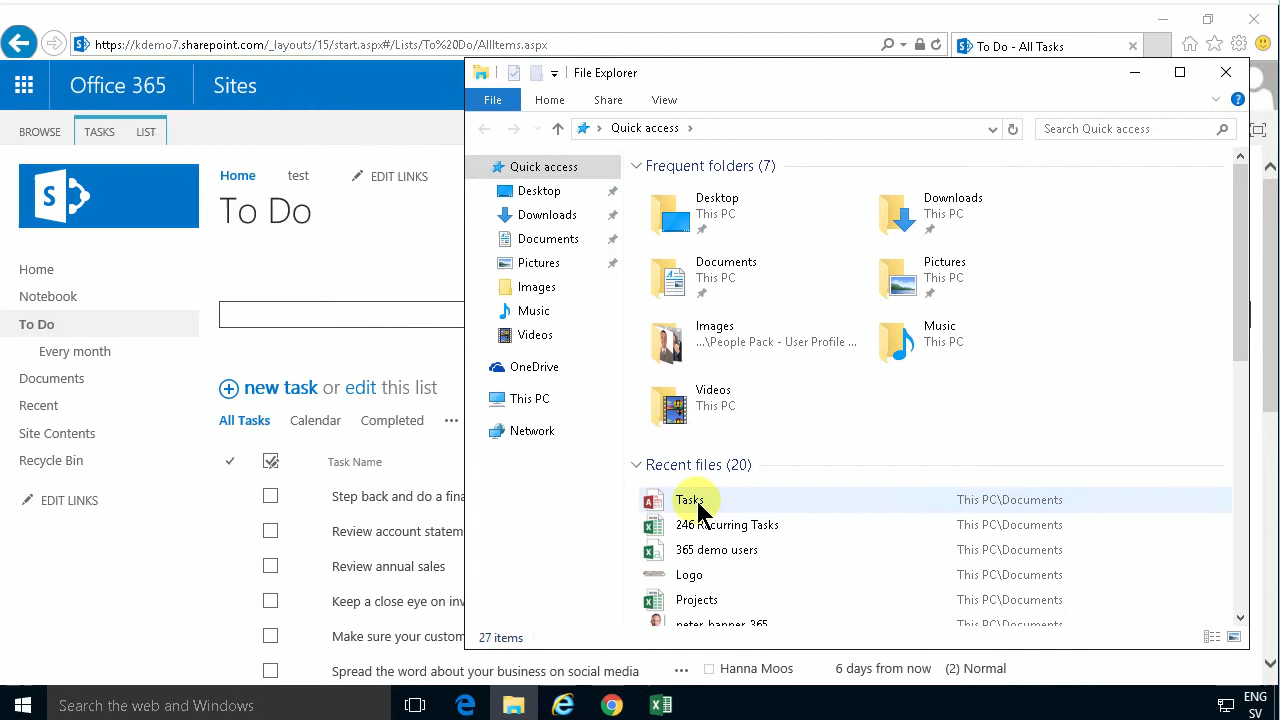 https://kdemo7.sharepoint.com/_layouts/15/start.aspx#/Lists/To%20Do/AllItems.aspx
To Do - All Tasks
Office 365
Sites
BROWSE
TASKS
LIST
Home
test
EDIT LINKS
To Do
Home
Notebook
To Do
Every month
Documents
Recent
Site Contents
Recycle Bin
EDIT LINKS
new task or edit this list
All Tasks
Calendar
Completed
Task Name
Step back and do a fina
Review account statem
Review annual sales
Keep a close eye on inv
Make sure your custom
Spread the word about your business on social media
Hanna Moos
6 days from now
(2) Normal
File Explorer
File
Home
Share
View
Quick access
Search Quick access
Quick access
Desktop
Downloads
Documents
Pictures
Images
Music
Videos
OneDrive
This PC
Network
Frequent folders (7)
Desktop
This PC
Downloads
This PC
Documents
This PC
Pictures
This PC
Images
...\People Pack - User Profile ...
Music
This PC
Videos
This PC
Recent files (20)
Tasks This PC\Documents
246 Recurring Tasks This PC\Documents
365 demo users This PC\Documents
Logo This PC\Documents
Projects This PC\Documents
peter_hanner_365 This PC\Documents
27 items
Search the web and Windows
ENG
SV